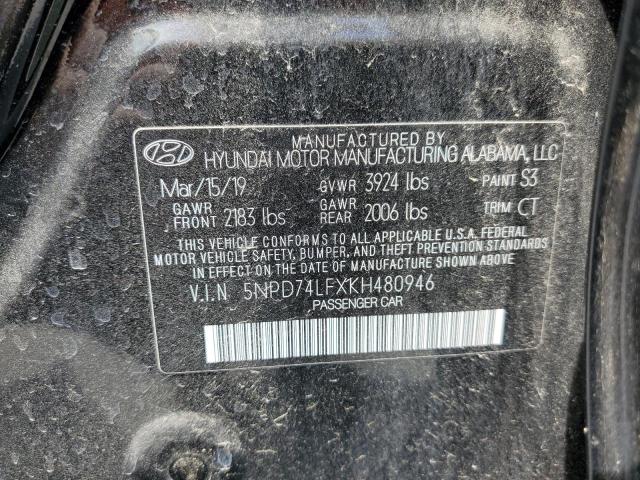 MANUFACTURED BY
HYUNDAI MOTOR MANUFACTURING ALABAMA, LLC
Mar/15/19 GVWR 3924 lbs PAINT S3
GAWR FRONT 2183 lbs GAWR REAR 2006 lbs TRIM CT
THIS VEHICLE CONFORMS TO ALL APPLICABLE U.S.A. FEDERAL
MOTOR VEHICLE SAFETY, BUMPER, AND THEFT PREVENTION STANDARDS
IN EFFECT ON THE DATE OF MANUFACTURE SHOWN ABOVE
V.I.N 5NPD74LFXKH480946
PASSENGER CAR